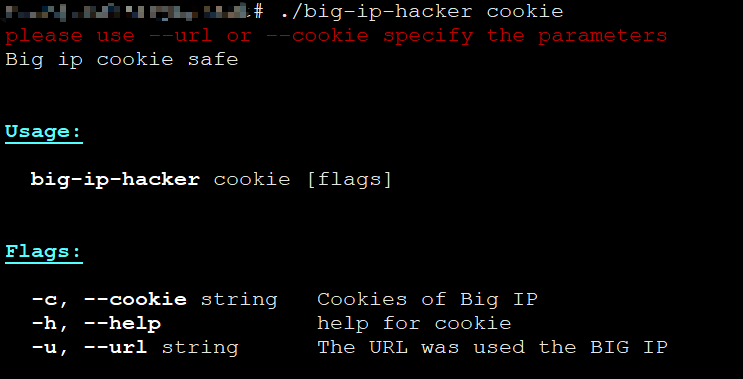 # ./big-ip-hacker cookie
please use --url or --cookie specify the parameters
Big ip cookie safe
Usage:
big-ip-hacker cookie [flags]
Flags:
-c, --cookie string Cookies of Big IP
-h, --help help for cookie
-u, --url string The URL was used the BIG IP